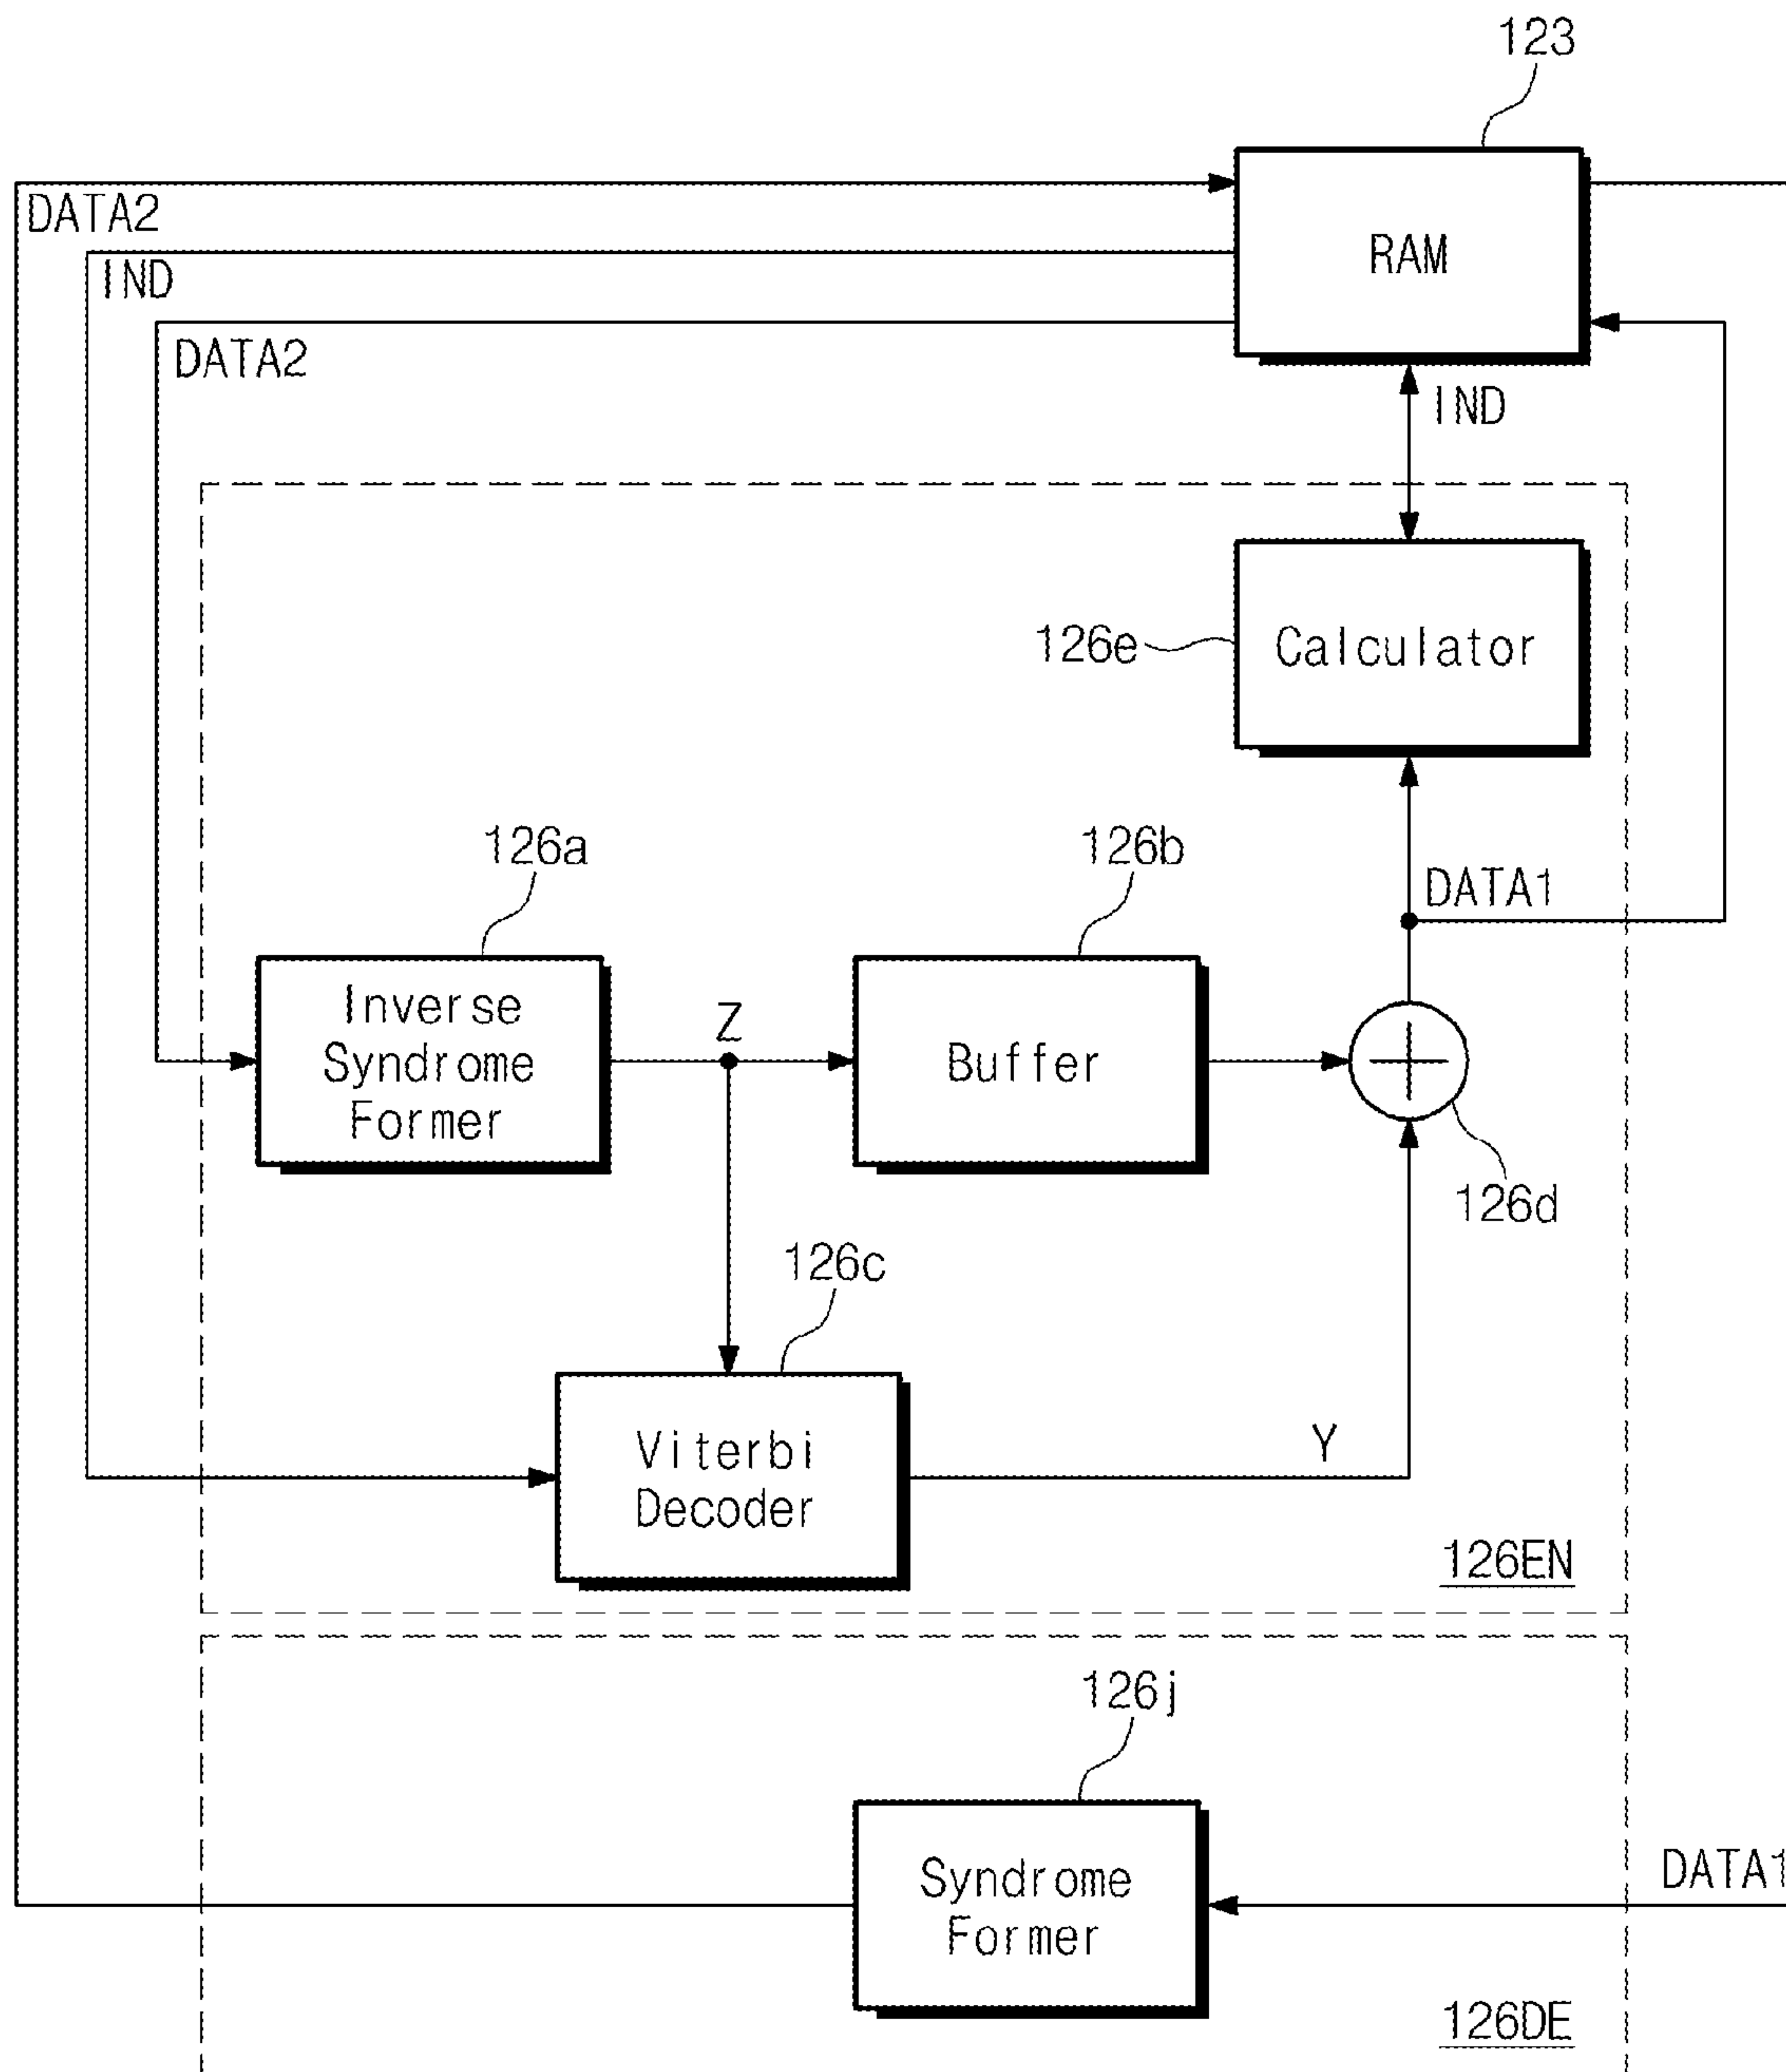 123
DATA2
RAM
IND
DATA2
IND
126e
Calculator
126a
126b
DATA1
Inverse
Syndrome
Former
Z
Buffer
126d
126c
Viterbi
Decoder
Y
126EN
126j
Syndrome
Former
DATA1
126DE